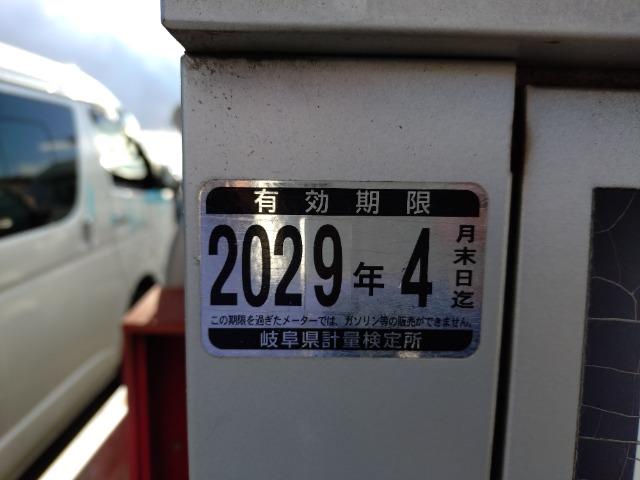 有効期限
2029年4月末日迄
この期限を過ぎたメーターでは、ガソリン等の販売ができません。
岐阜県計量検定所